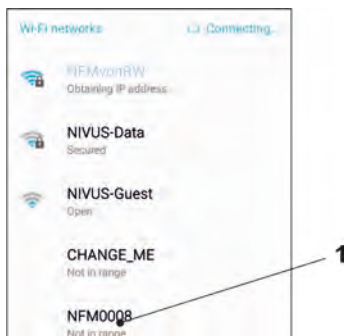 Wi-Fi networks Connecting...
NFMvonRW
Obtaining IP address
NIVUS-Data
Secured
NIVUS-Guest
Open
CHANGE_ME
Not in range
1
NFM0008
Not in range